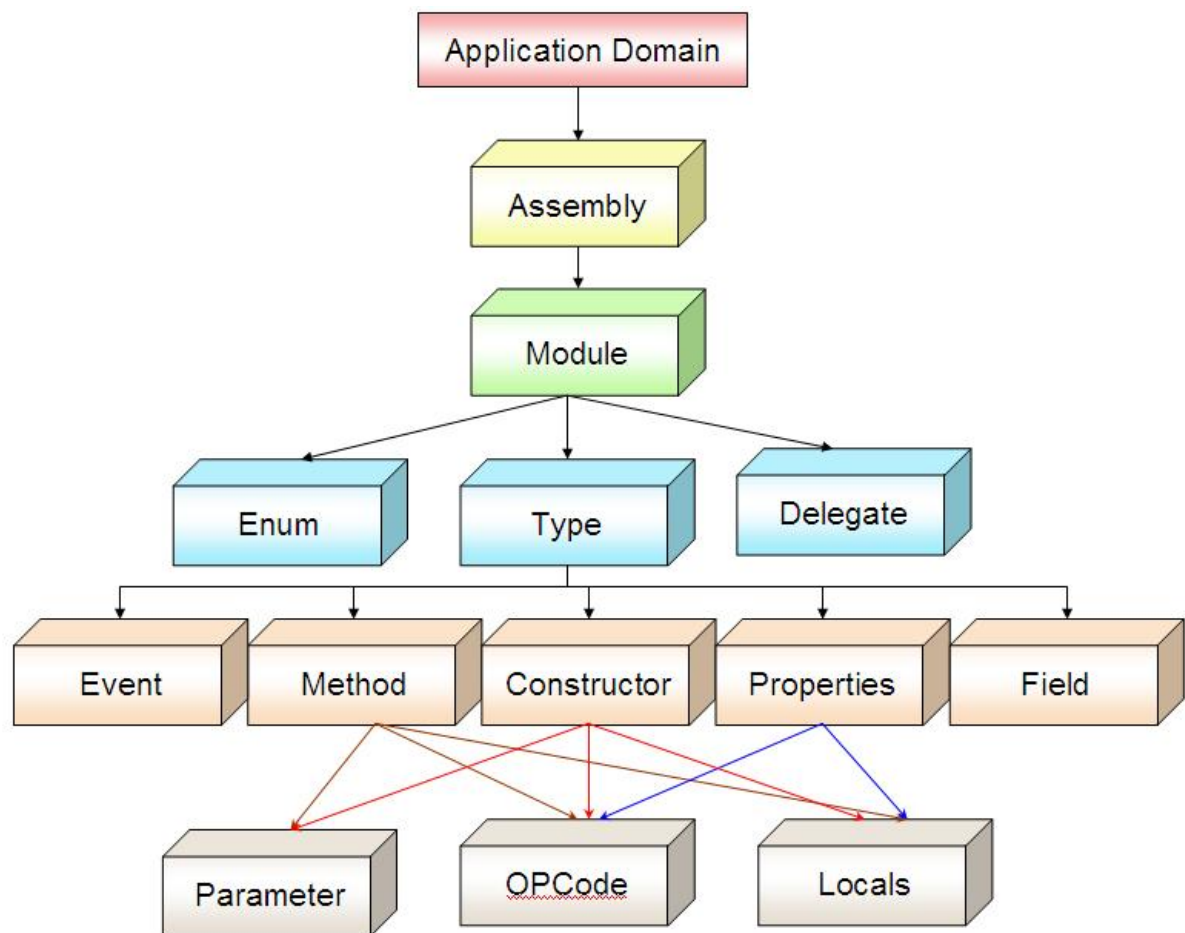 Application Domain
Assembly
Module
Enum
Type
Delegate
Event
Method
Constructor
Properties
Field
Parameter
OPCode
Locals